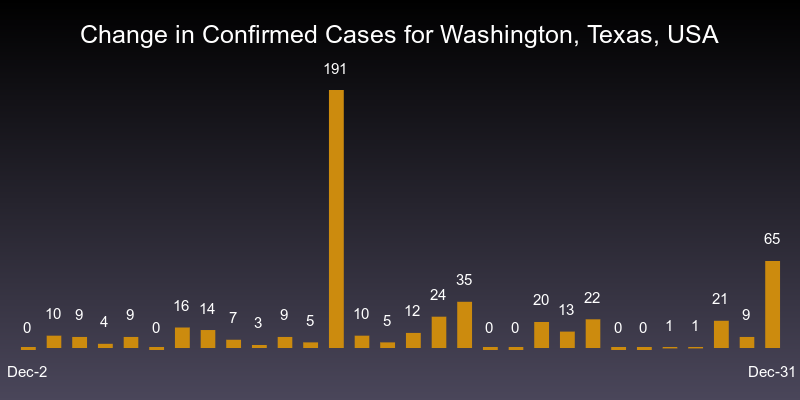 Change in Confirmed Cases for Washington, Texas, USA
191
65
0 10 9 4 9 0 16 14 7 3 9 5 10 5 12 24 35 0 0 20 13 22 0 0 1 1 21 9
Dec-2 Dec-31